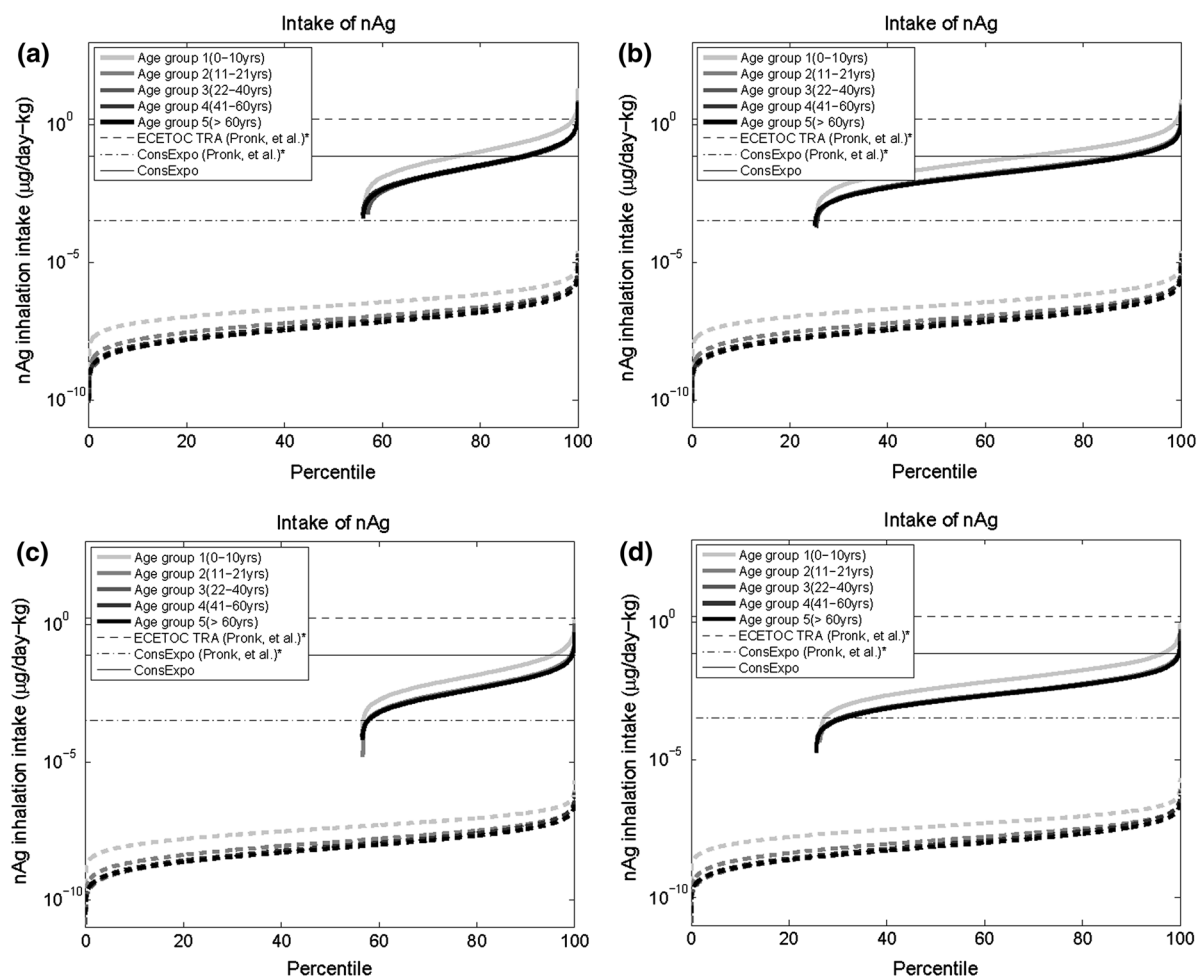 Intake of nAg
(a)
Age group 1(0−10yrs)
Age group 2(11−21yrs)
Age group 3(22−40yrs)
Age group 4(41−60yrs)
Age group 5(> 60yrs)
ECETOC TRA (Pronk, et al.)*
ConsExpo (Pronk, et al.)*
ConsExpo
nAg inhalation intake (µg/day−kg)
10^0
10^−5
10^−10
0 20 40 60 80 100
Percentile
Intake of nAg
(b)
Age group 1(0−10yrs)
Age group 2(11−21yrs)
Age group 3(22−40yrs)
Age group 4(41−60yrs)
Age group 5(> 60yrs)
ECETOC TRA (Pronk, et al.)*
ConsExpo (Pronk, et al.)*
ConsExpo
nAg inhalation intake (µg/day−kg)
10^0
10^−5
10^−10
0 20 40 60 80 100
Percentile
Intake of nAg
(c)
Age group 1(0−10yrs)
Age group 2(11−21yrs)
Age group 3(22−40yrs)
Age group 4(41−60yrs)
Age group 5(> 60yrs)
ECETOC TRA (Pronk, et al.)*
ConsExpo (Pronk, et al.)*
ConsExpo
nAg inhalation intake (µg/day−kg)
10^0
10^−5
10^−10
0 20 40 60 80 100
Percentile
Intake of nAg
(d)
Age group 1(0−10yrs)
Age group 2(11−21yrs)
Age group 3(22−40yrs)
Age group 4(41−60yrs)
Age group 5(> 60yrs)
ECETOC TRA (Pronk, et al.)*
ConsExpo (Pronk, et al.)*
ConsExpo
nAg inhalation intake (µg/day−kg)
10^0
10^−5
10^−10
0 20 40 60 80 100
Percentile